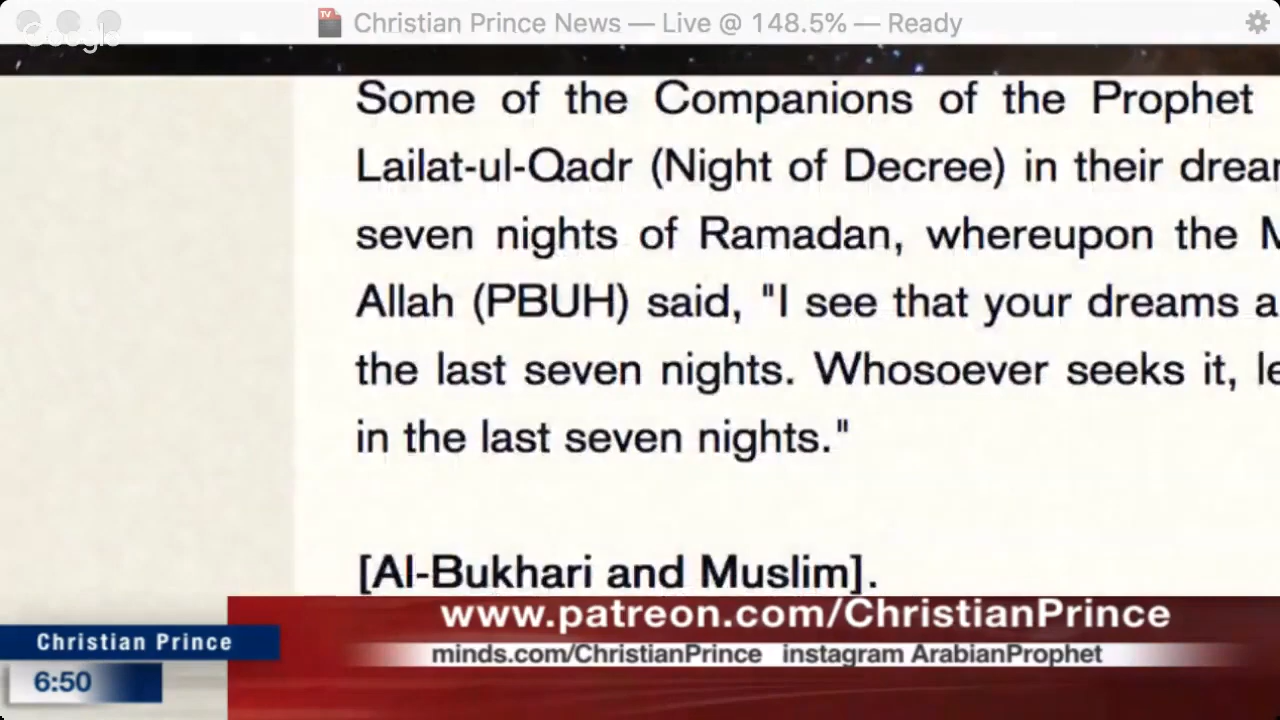 Christian Prince News — Live @ 148.5% — Ready
Google
Some of the Companions of the Prophet
Lailat-ul-Qadr (Night of Decree) in their
seven nights of Ramadan, whereupon the
Allah (PBUH) said, "I see that your dreams
the last seven nights. Whosoever seeks it,
in the last seven nights."
[Al-Bukhari and Muslim].
www.patreon.com/ChristianPrince
Christian Prince
minds.com/ChristianPrince instagram ArabianProphet
6:50